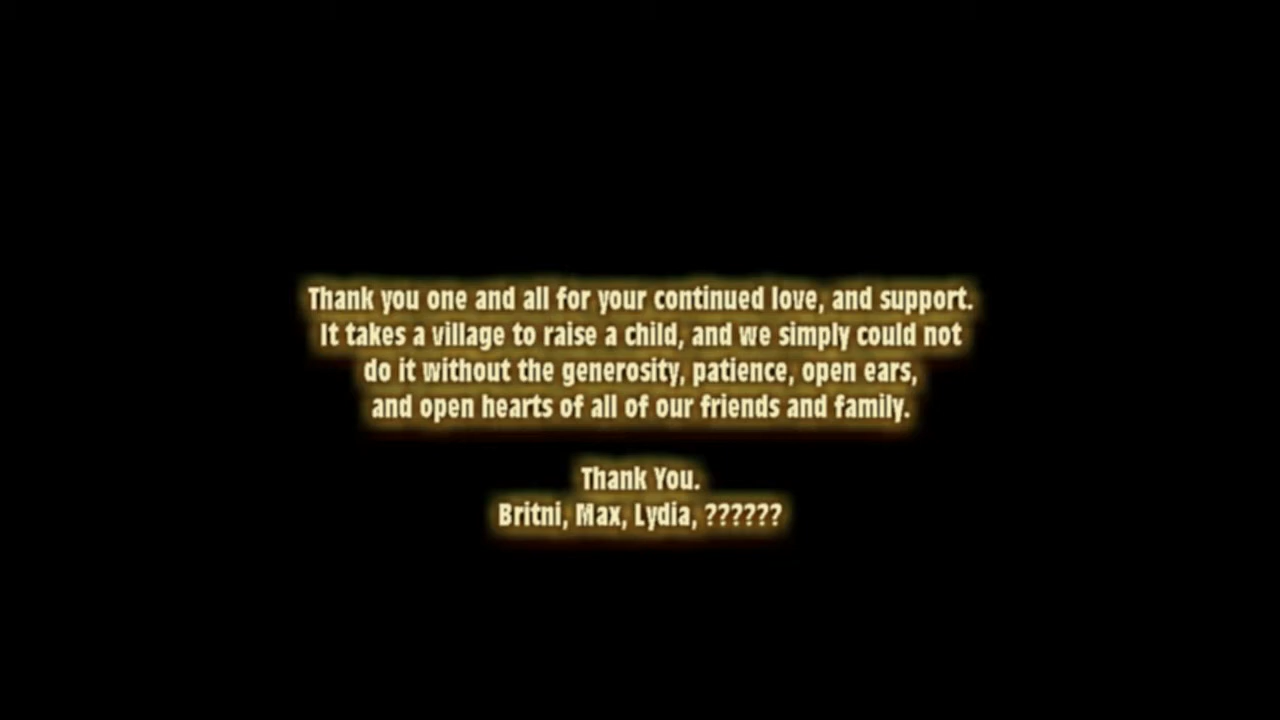 Thank you one and all for your continued love, and support.
It takes a village to raise a child, and we simply could not
do it without the generosity, patience, open ears,
and open hearts of all of our friends and family.
Thank You.
Britni, Max, Lydia, ??????